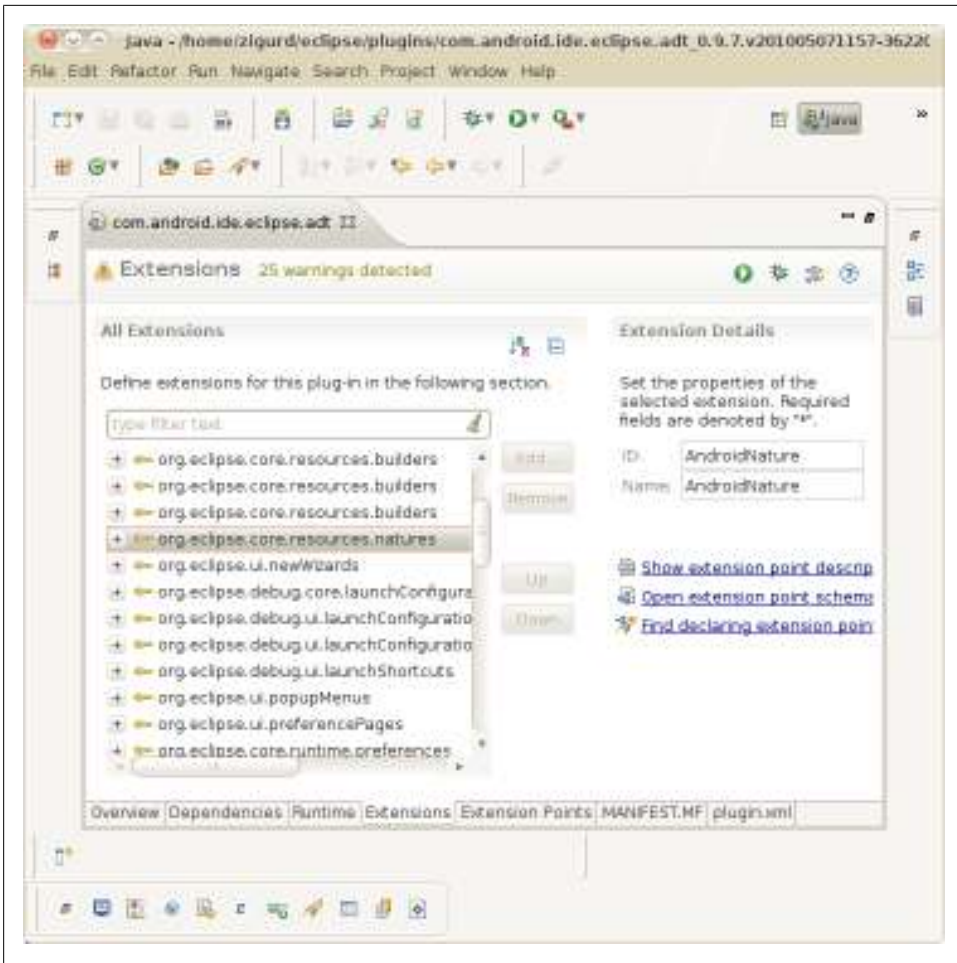 Java - /home/zigurd/eclipse/plugins/com.android.ide.eclipse.adt_0.9.7.v201005071157-3622
File Edit Refactor Run Navigate Search Project Window Help
Java
»
com.android.ide.eclipse.adt
Extensions 25 warnings detected
All Extensions
Define extensions for this plug-in in the following section.
type filter text
org.eclipse.core.resources.builders
org.eclipse.core.resources.builders
org.eclipse.core.resources.builders
org.eclipse.core.resources.natures
org.eclipse.ui.newWizards
org.eclipse.debug.core.launchConfigura
org.eclipse.debug.ui.launchConfiguratio
org.eclipse.debug.ui.launchConfiguratio
org.eclipse.debug.ui.launchShortcuts
org.eclipse.ui.popupMenus
org.eclipse.ui.preferencePages
org.eclipse.core.runtime.preferences
Add...
Remove
Up
Down
Extension Details
Set the properties of the
selected extension. Required
fields are denoted by "*".
ID: AndroidNature
Name: AndroidNature
Show extension point descrip
Open extension point schema
Find declaring extension poin
Overview Dependencies Runtime Extensions Extension Points MANIFEST.MF plugin.xml